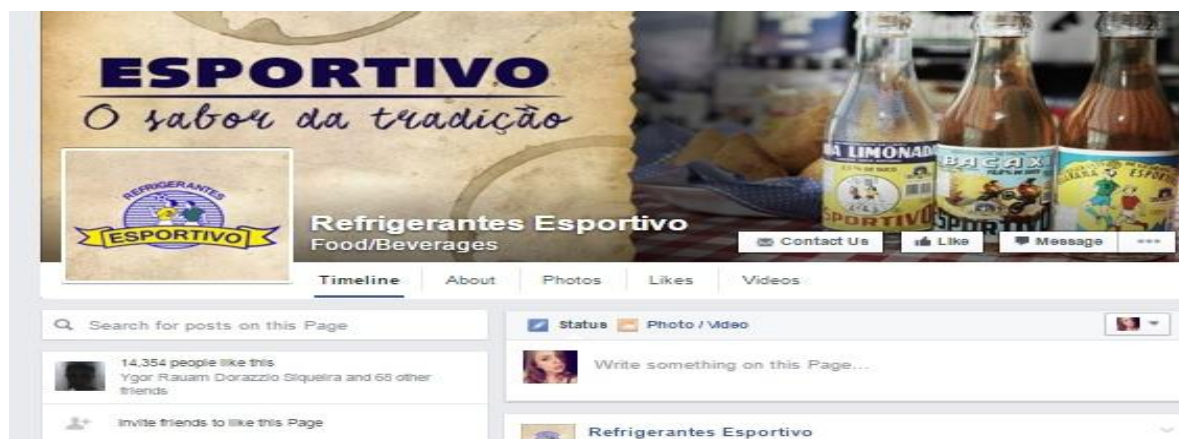 ESPORTIVO
O sabor da tradição
REFRIGERANTES
ESPORTIVO
LIMONADA
ESPORTIVO
ABACAXI
ESPORTIVO
Refrigerantes Esportivo
Food/Beverages
Contact Us
Like
Message
Timeline
About
Photos
Likes
Videos
Search for posts on this Page
Status
Photo / Video
14,354 people like this
Ygor Rauam Dorazzio Siqueira and 68 other
friends
Write something on this Page...
Invite friends to like this Page
Refrigerantes Esportivo